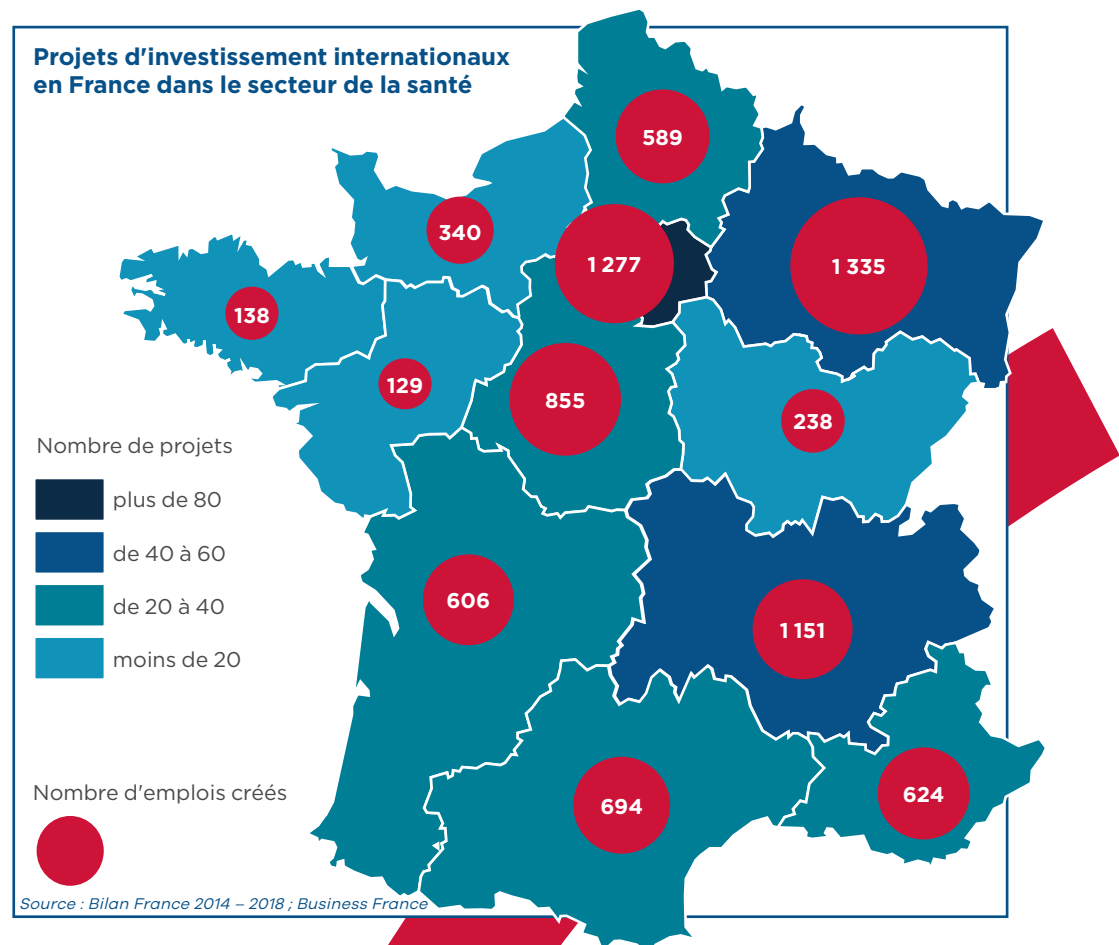 Projets d'investissement internationaux
en France dans le secteur de la santé
589
340
1 277
1 335
138
129
855
238
Nombre de projets
plus de 80
de 40 à 60
de 20 à 40
moins de 20
606
1 151
694
624
Nombre d'emplois créés
Source : Bilan France 2014 – 2018 ; Business France